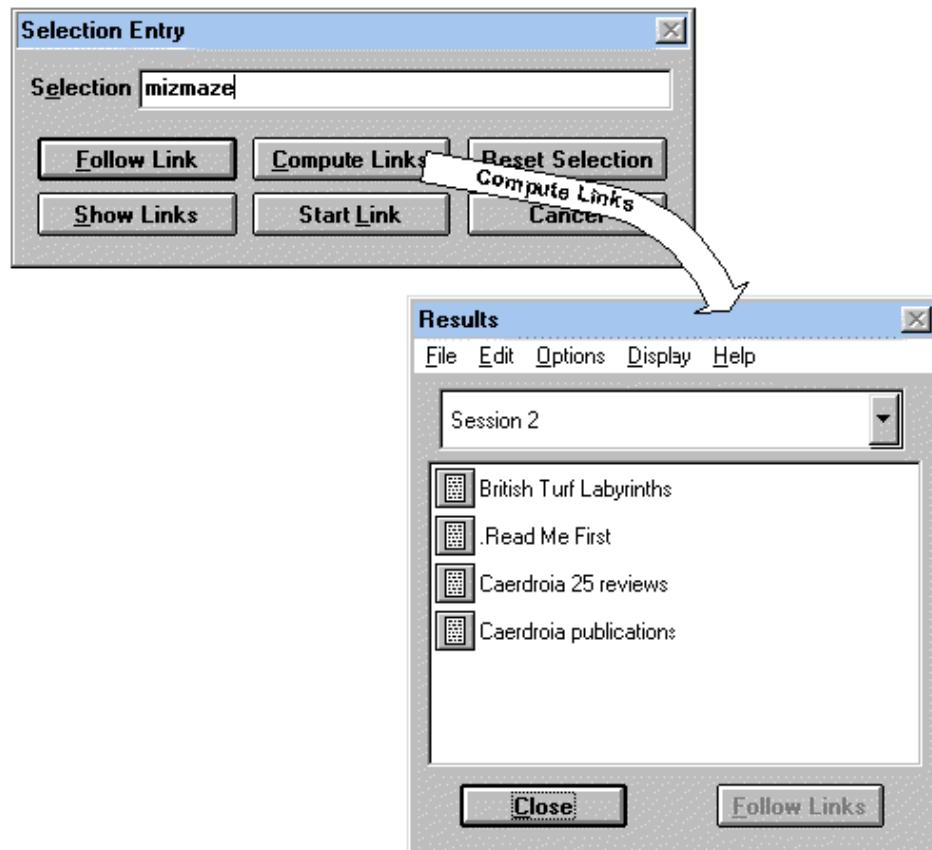 Selection Entry
Selection mizmaze
Follow Link Compute Links Reset Selection
Compute Links
Show Links Start Link Cancel
Results
File Edit Options Display Help
Session 2
British Turf Labyrinths
.Read Me First
Caerdroia 25 reviews
Caerdroia publications
Close Follow Links